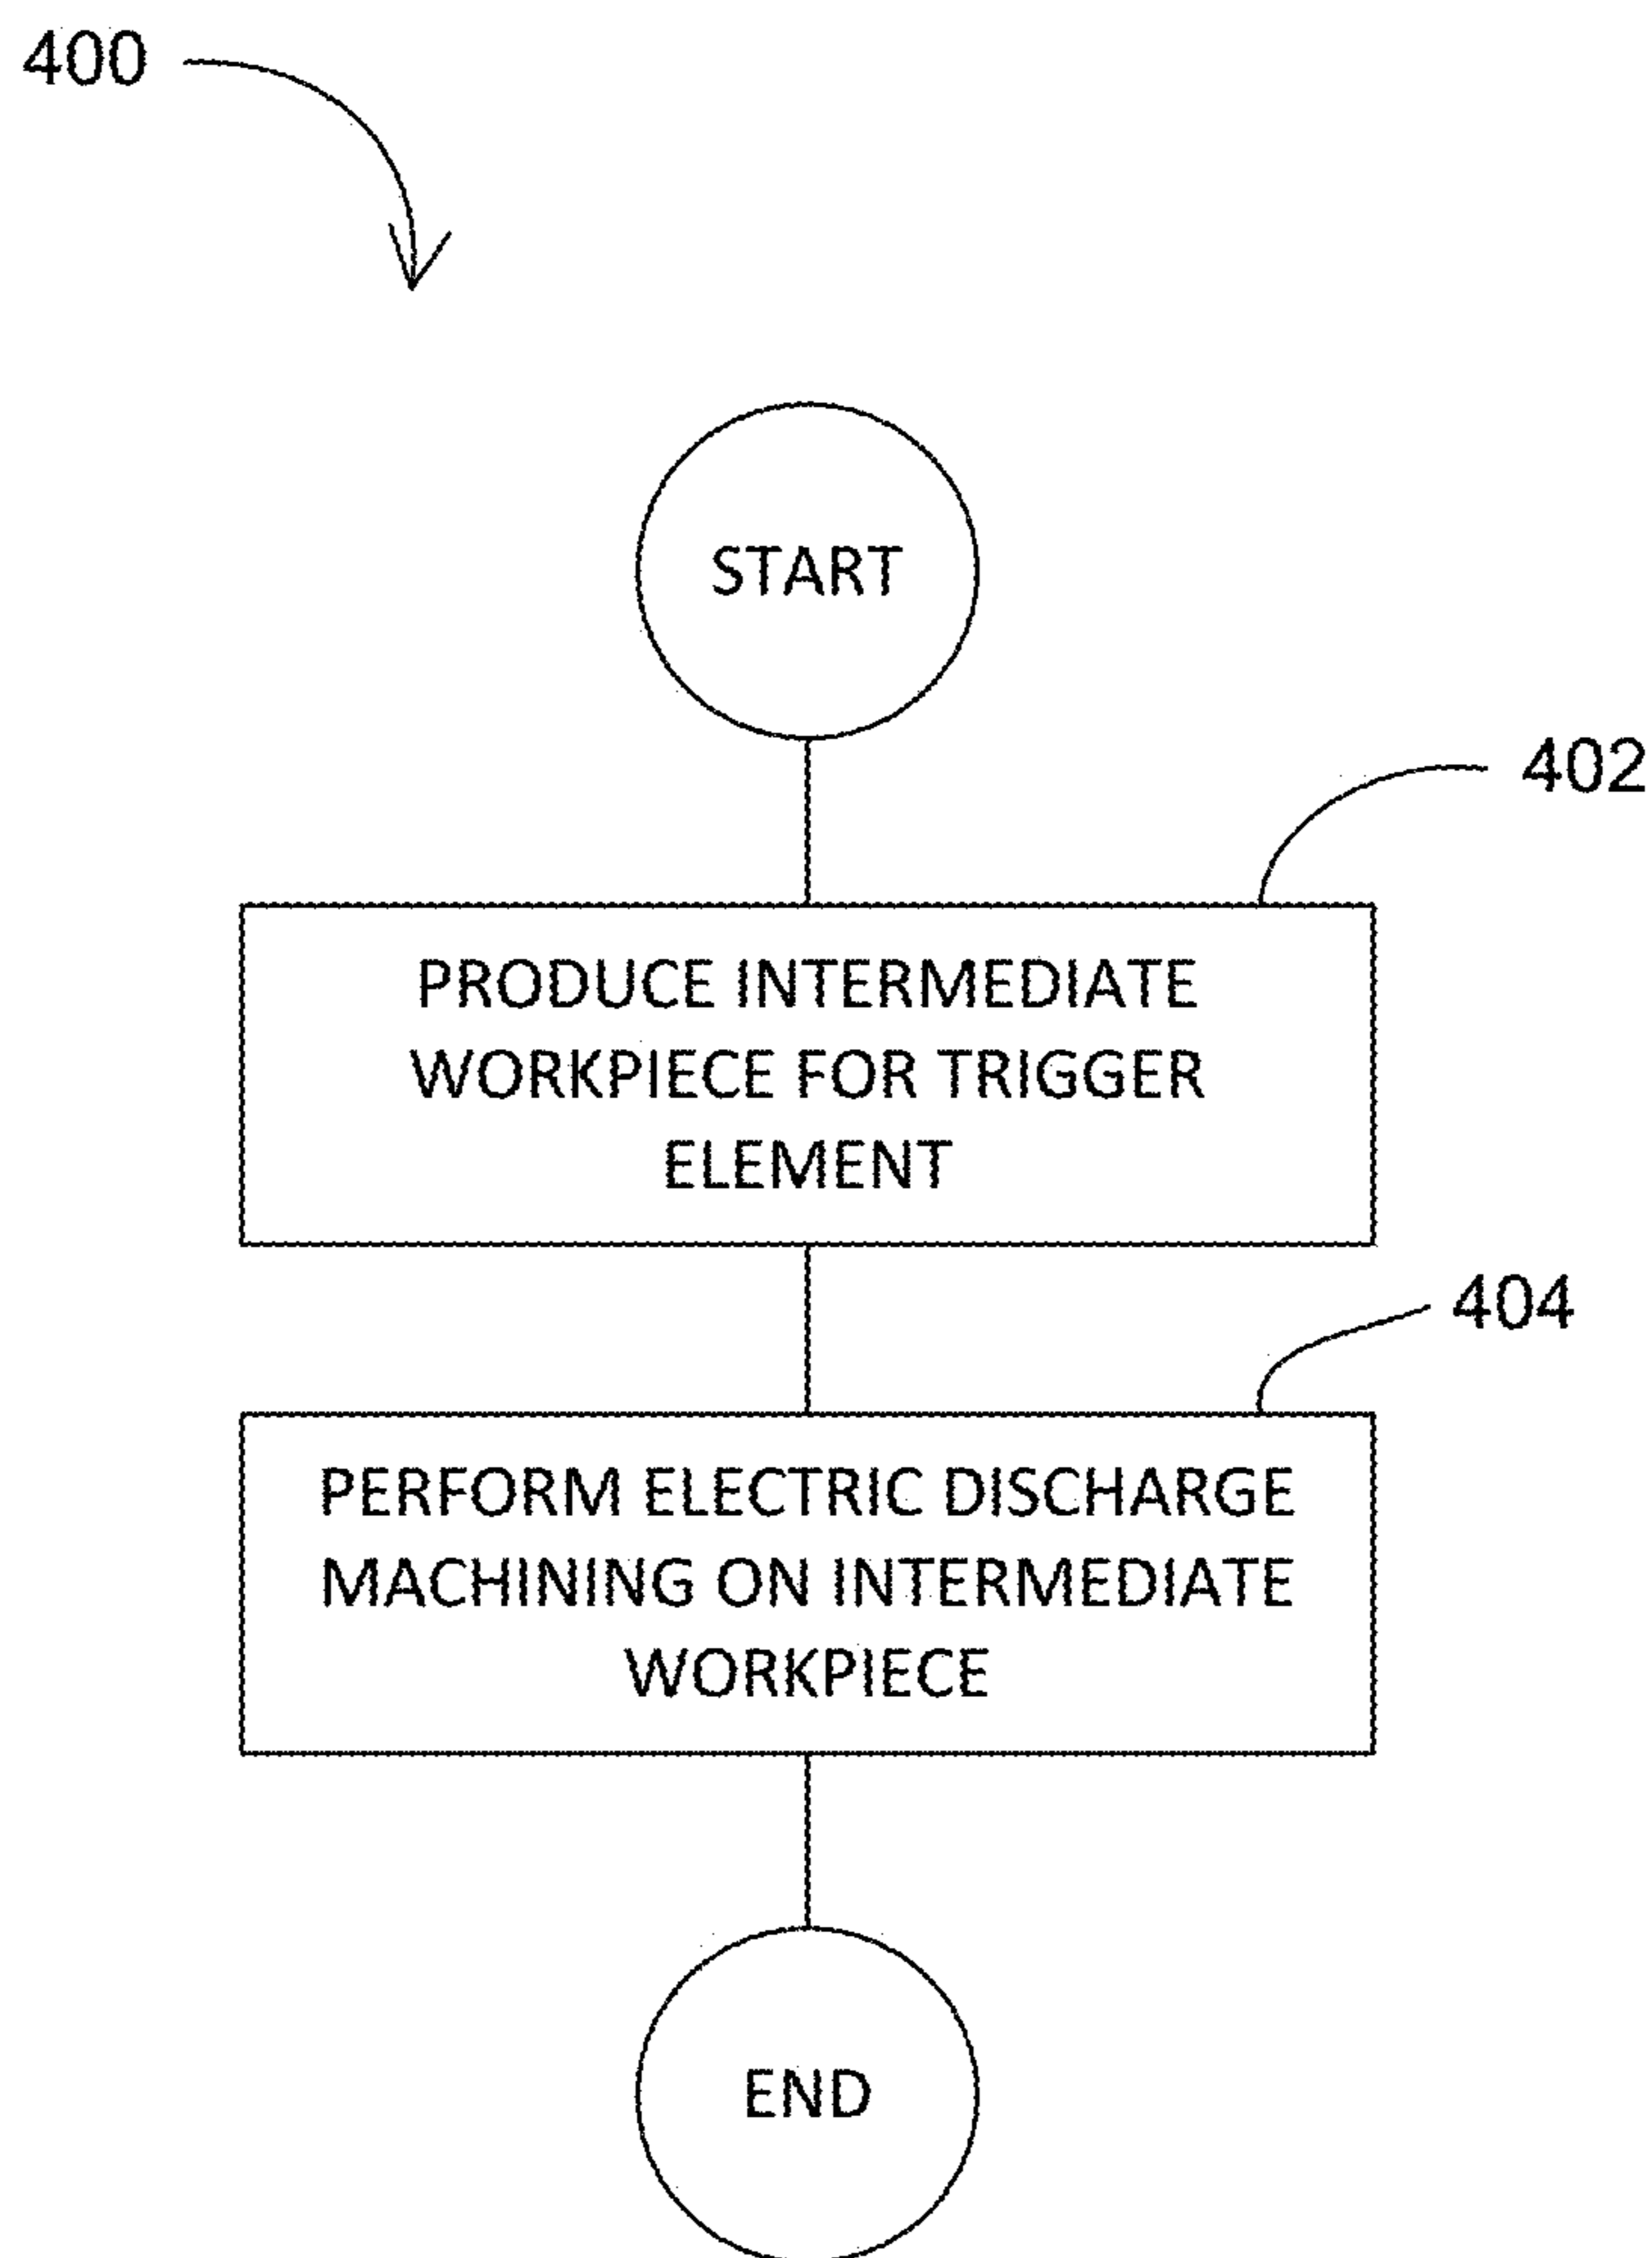 400
START
402
PRODUCE INTERMEDIATE
WORKPIECE FOR TRIGGER
ELEMENT
404
PERFORM ELECTRIC DISCHARGE
MACHINING ON INTERMEDIATE
WORKPIECE
END